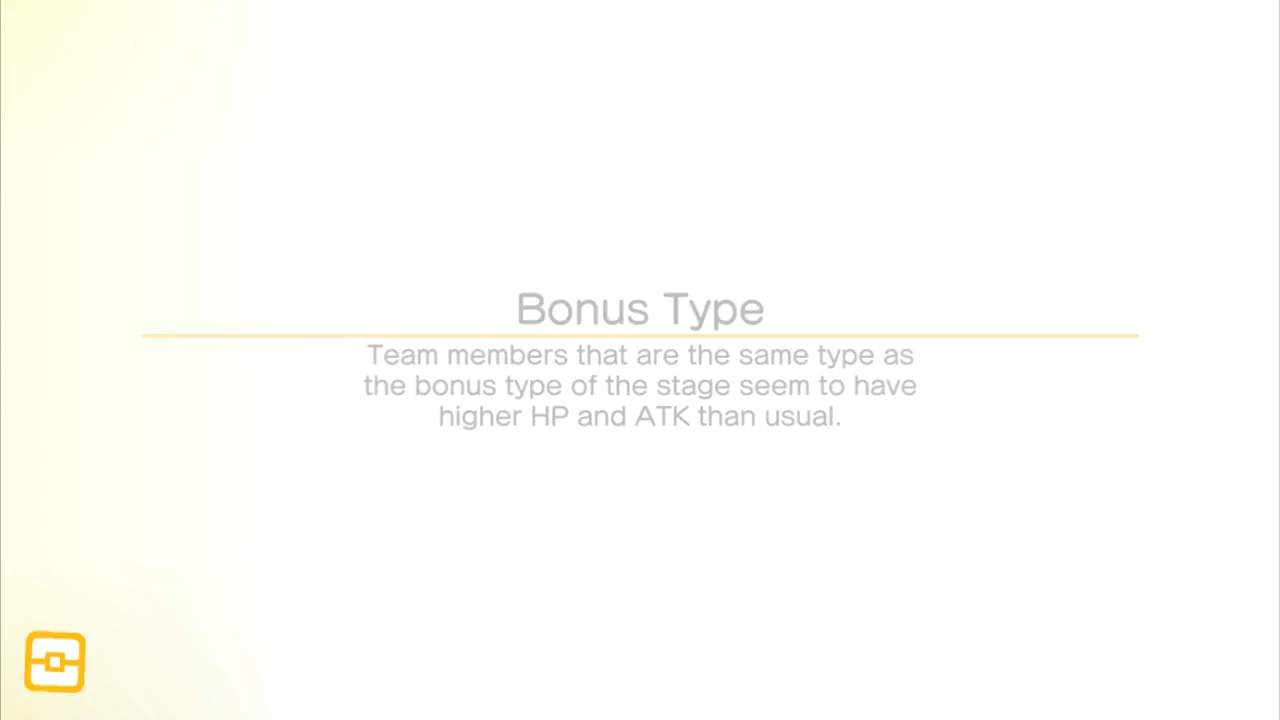 Bonus Type
Team members that are the same type as
the bonus type of the stage seem to have
higher HP and ATK than usual.